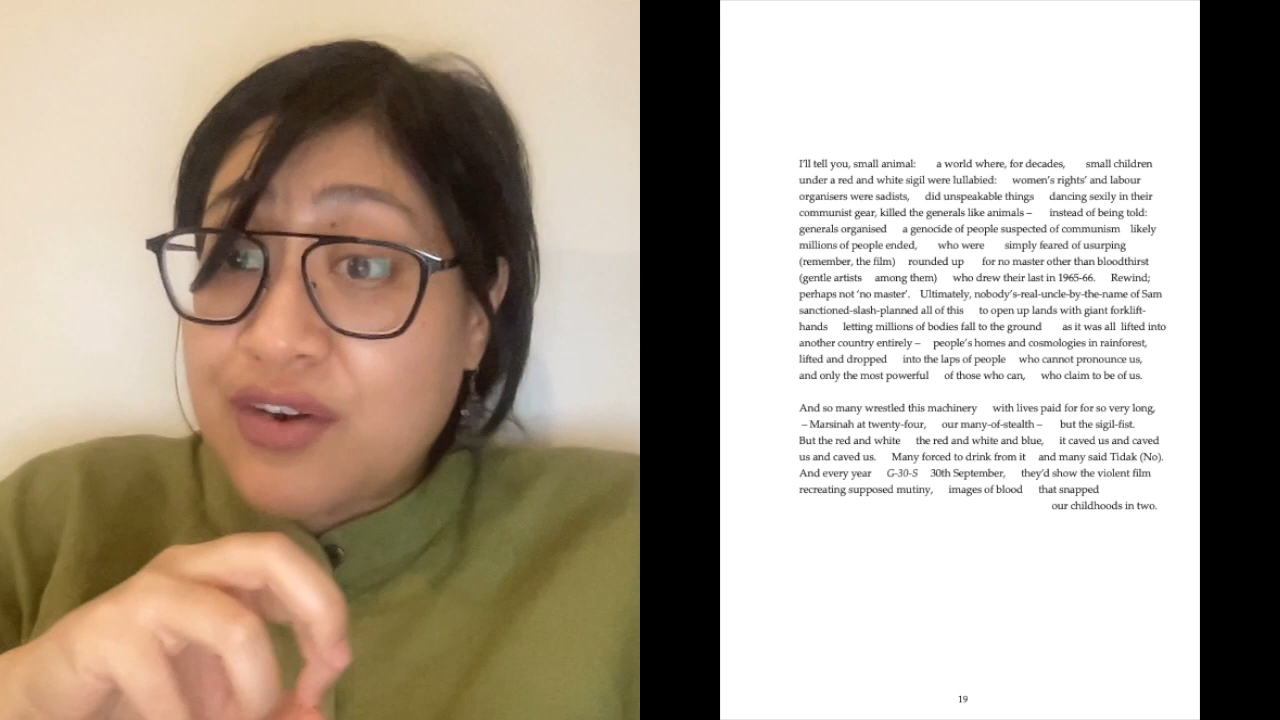 I'll tell you, small animal: a world where, for decades, small children
under a red and white sigil were lullabied: women's rights' and labour
organisers were sadists, did unspeakable things dancing sexily in their
communist gear, killed the generals like animals – instead of being told:
generals organised a genocide of people suspected of communism likely
millions of people ended, who were simply feared of usurping
(remember, the film) rounded up for no master other than bloodthirst
(gentle artists among them) who drew their last in 1965-66. Rewind;
perhaps not 'no master'. Ultimately, nobody's-real-uncle-by-the-name of Sam
sanctioned-slash-planned all of this to open up lands with giant forklift-
hands letting millions of bodies fall to the ground as it was all lifted into
another country entirely – people's homes and cosmologies in rainforest,
lifted and dropped into the laps of people who cannot pronounce us,
and only the most powerful of those who can, who claim to be of us.
And so many wrestled this machinery with lives paid for for so very long,
– Marsinah at twenty-four, our many-of-stealth – but the sigil-fist.
But the red and white the red and white and blue, it caved us and caved
us and caved us. Many forced to drink from it and many said Tidak (No).
And every year G-30-S 30th September, they'd show the violent film
recreating supposed mutiny, images of blood that snapped
our childhoods in two.
19